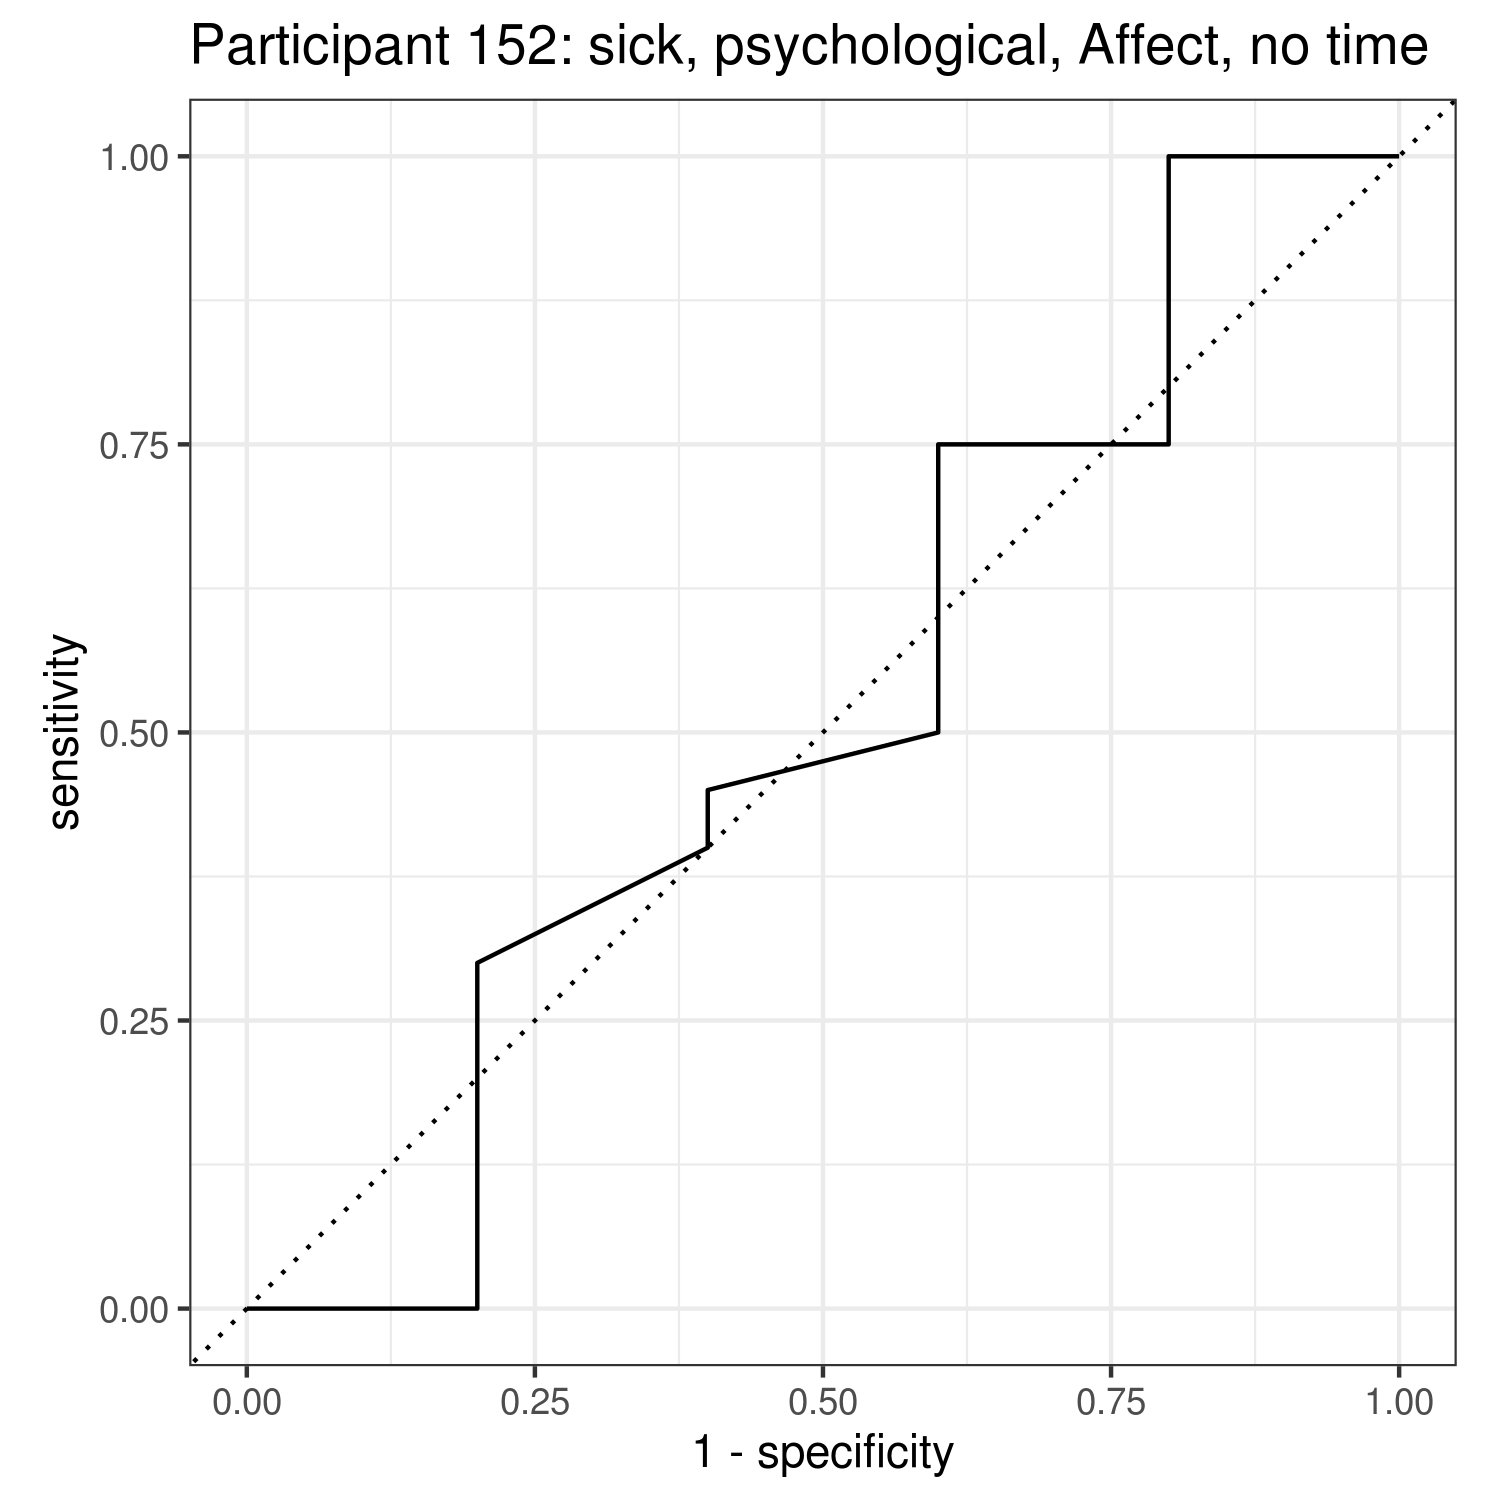 Participant 152: sick, psychological, Affect, no time
1.00
0.75
0.50
0.25
0.00
sensitivity
0.00 0.25 0.50 0.75 1.00
1 - specificity